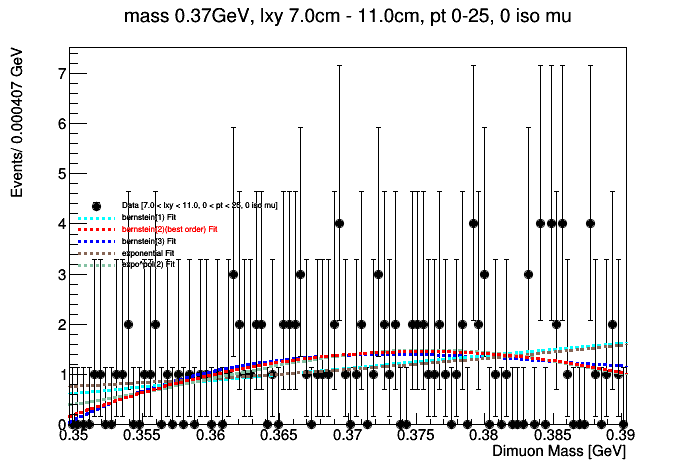 mass 0.37GeV, lxy 7.0cm - 11.0cm, pt 0-25, 0 iso mu
Events/ 0.000407 GeV
7
6
5
4
3
2
1
0
Data [7.0 < lxy < 11.0, 0 < pt < 25, 0 iso mu]
bernstein(1) Fit
bernstein(2)(best order) Fit
bernstein(3) Fit
exponential Fit
expo*pol(2) Fit
0.35 0.355 0.36 0.365 0.37 0.375 0.38 0.385 0.39
Dimuon Mass [GeV]